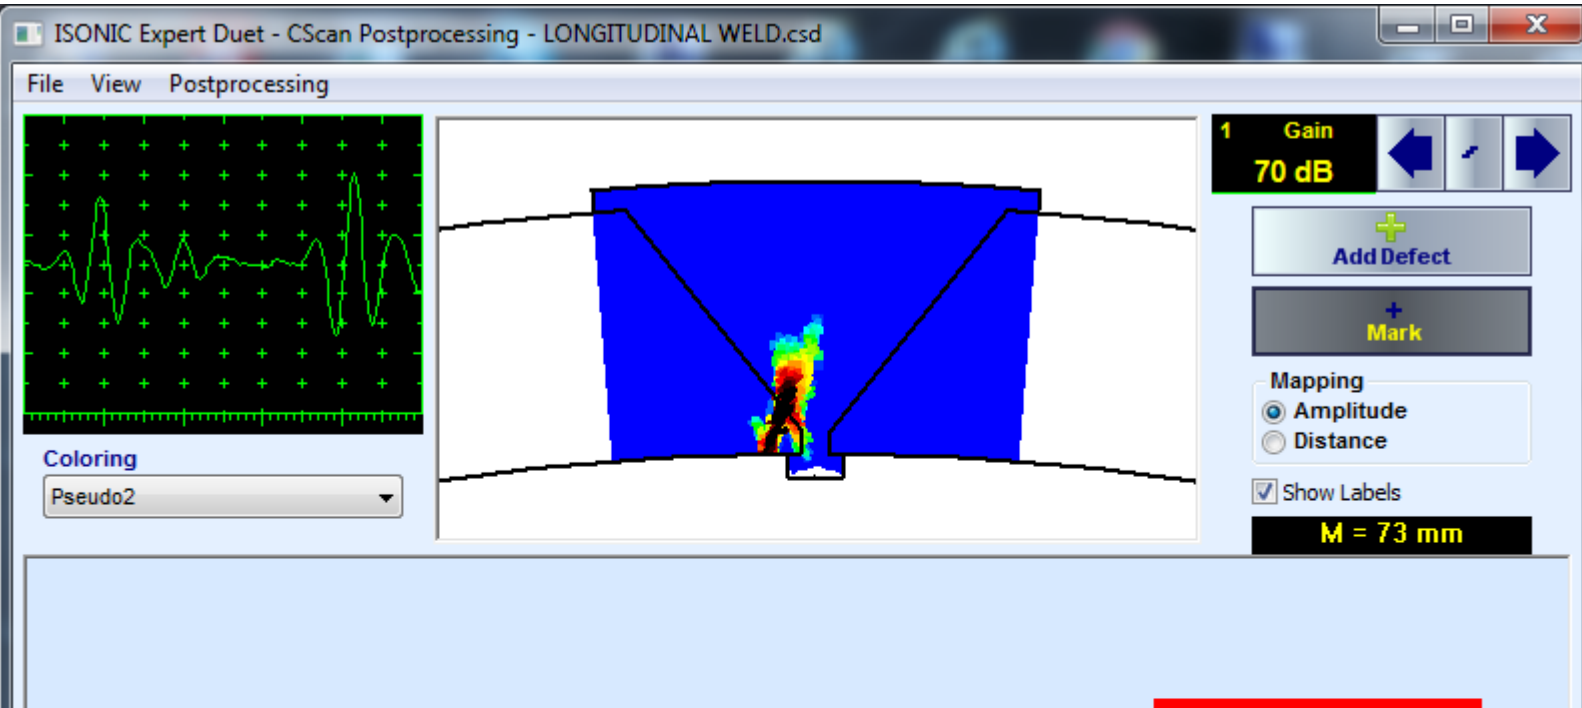 ISONIC Expert Duet - CScan Postprocessing - LONGITUDINAL WELD.csd
File View Postprocessing
1 Gain
70 dB
Add Defect
Mark
Mapping
Amplitude
Distance
Coloring
Pseudo2
Show Labels
M = 73 mm